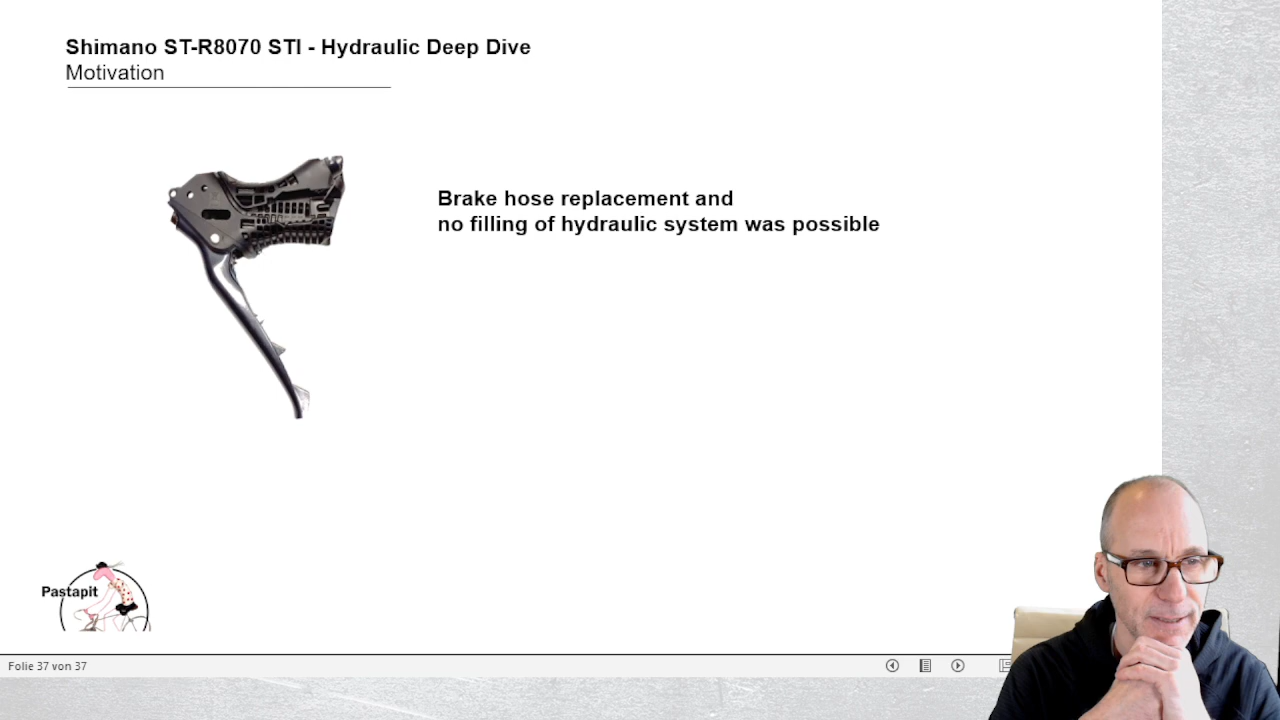 Shimano ST-R8070 STI - Hydraulic Deep Dive
Motivation
Brake hose replacement and
no filling of hydraulic system was possible
Pastapit
Folie 37 von 37